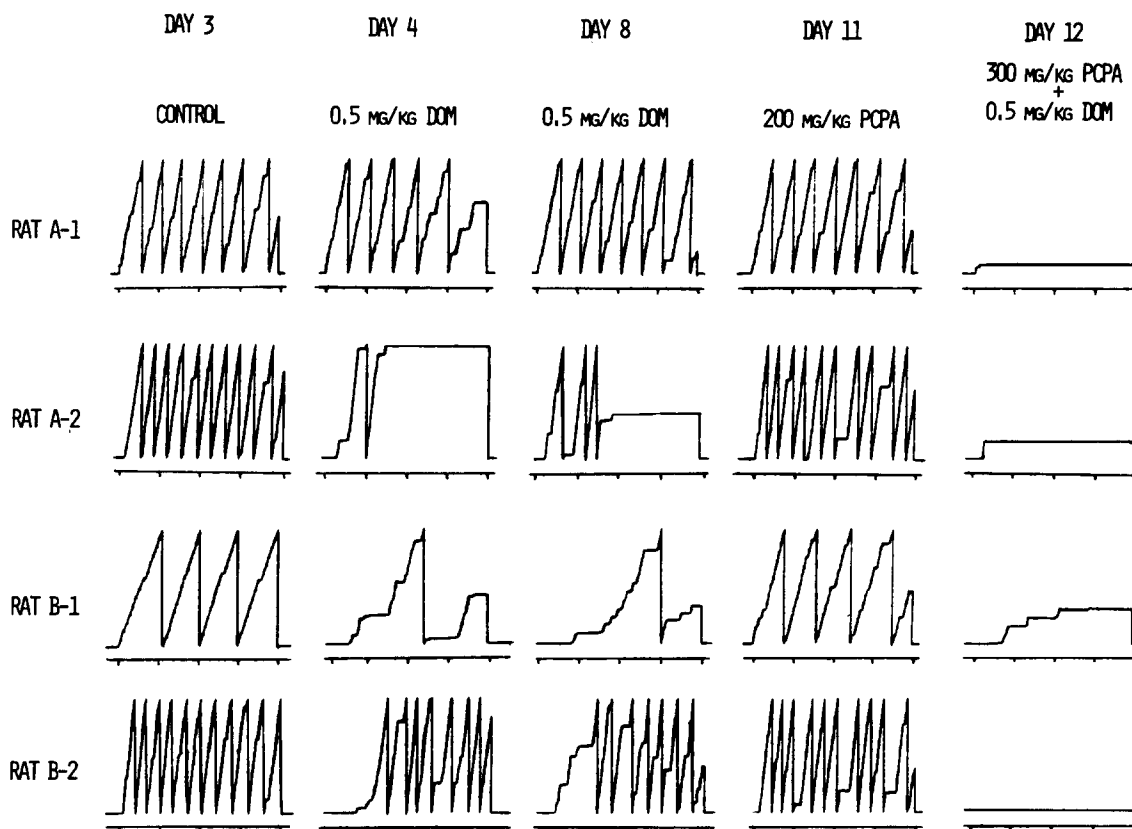 DAY 3 DAY 4 DAY 8 DAY 11 DAY 12
CONTROL 0.5 MG/KG DOM 0.5 MG/KG DOM 200 MG/KG PCPA 300 MG/KG PCPA
+
0.5 MG/KG DOM
RAT A-1
RAT A-2
RAT B-1
RAT B-2